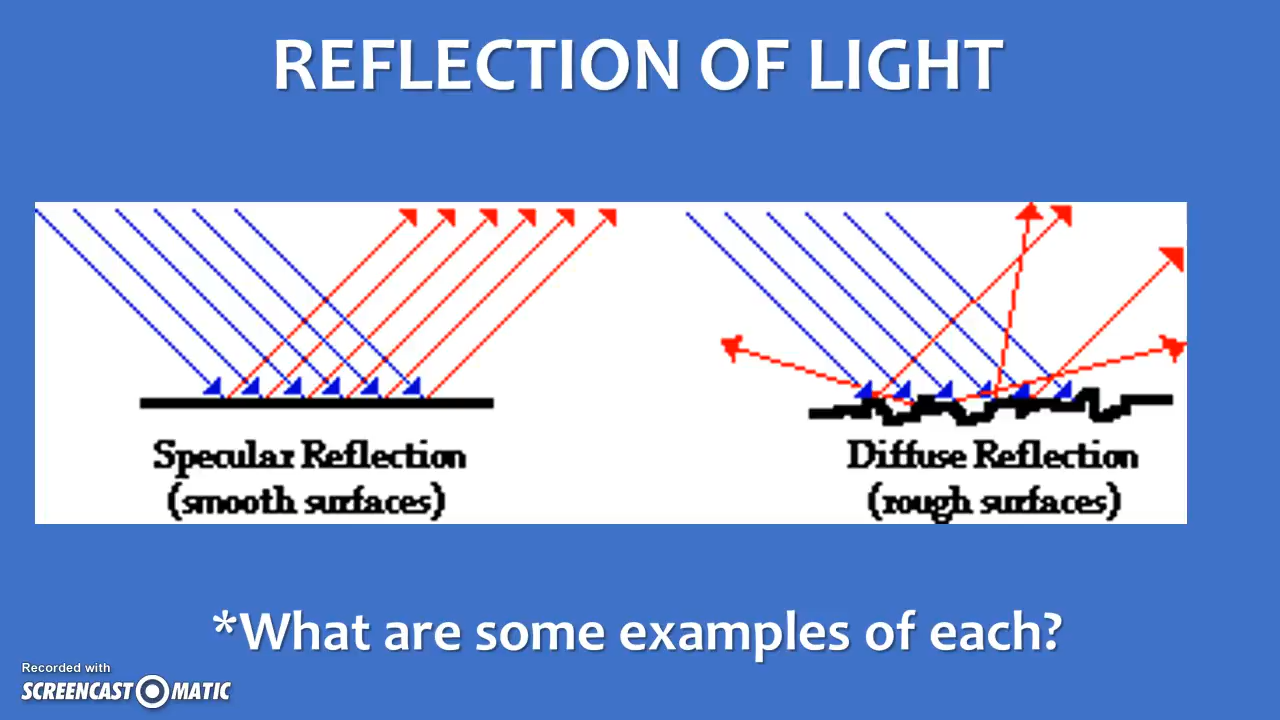 REFLECTION OF LIGHT
Specular Reflection
(smooth surfaces)
Diffuse Reflection
(rough surfaces)
*What are some examples of each?
Recorded with
SCREENCAST MATIC